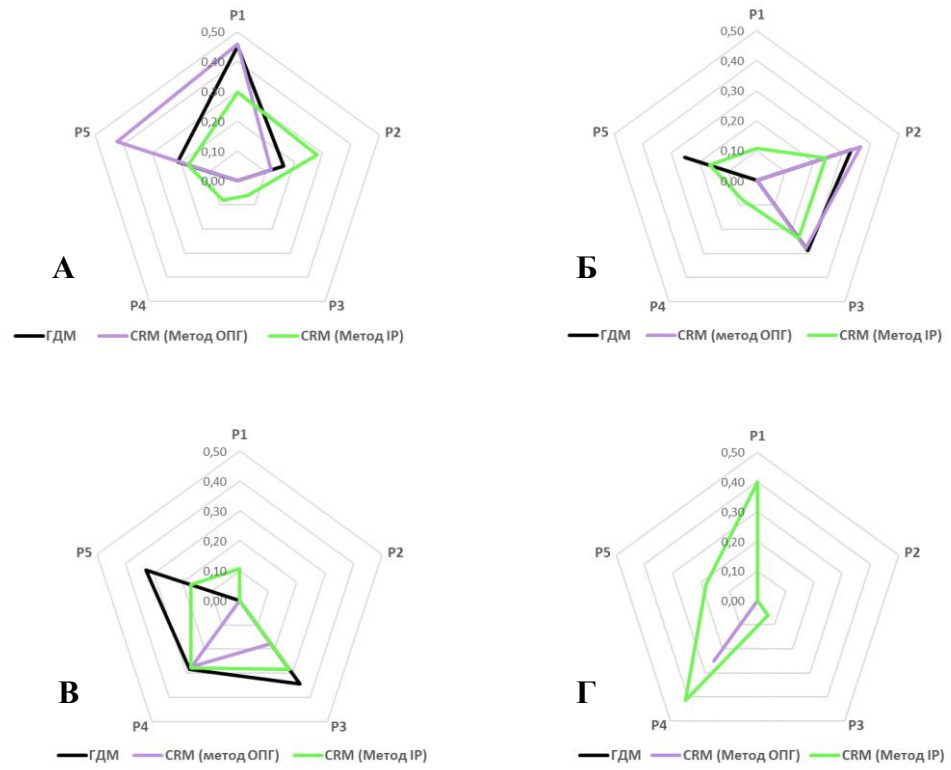 P1
0,50
0,40
0,30
0,20
0,10
0,00
P5
P2
А
P4
P3
ГДМ CRM (Метод ОПГ) CRM (Метод IP)
P1
0,50
0,40
0,30
0,20
0,10
0,00
P5
P2
Б
P4
P3
ГДМ CRM (метод ОПГ) CRM (Метод IP)
P1
0,50
0,40
0,30
0,20
0,10
0,00
P5
P2
В
P4
P3
ГДМ CRM (метод ОПГ) CRM (Метод IP)
P1
0,50
0,40
0,30
0,20
0,10
0,00
P5
P2
Г
P4
P3
ГДМ CRM (метод ОПГ) CRM (Метод IP)